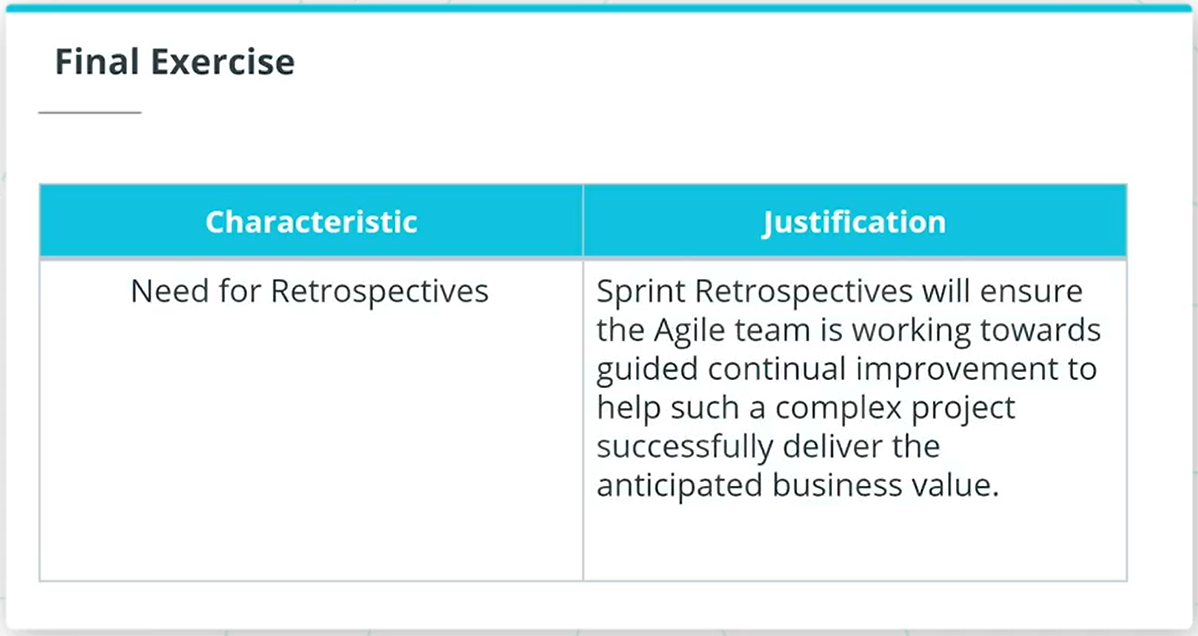 Final Exercise
Characteristic
Justification
Need for Retrospectives
Sprint Retrospectives will ensure
the Agile team is working towards
guided continual improvement to
help such a complex project
successfully deliver the
anticipated business value.